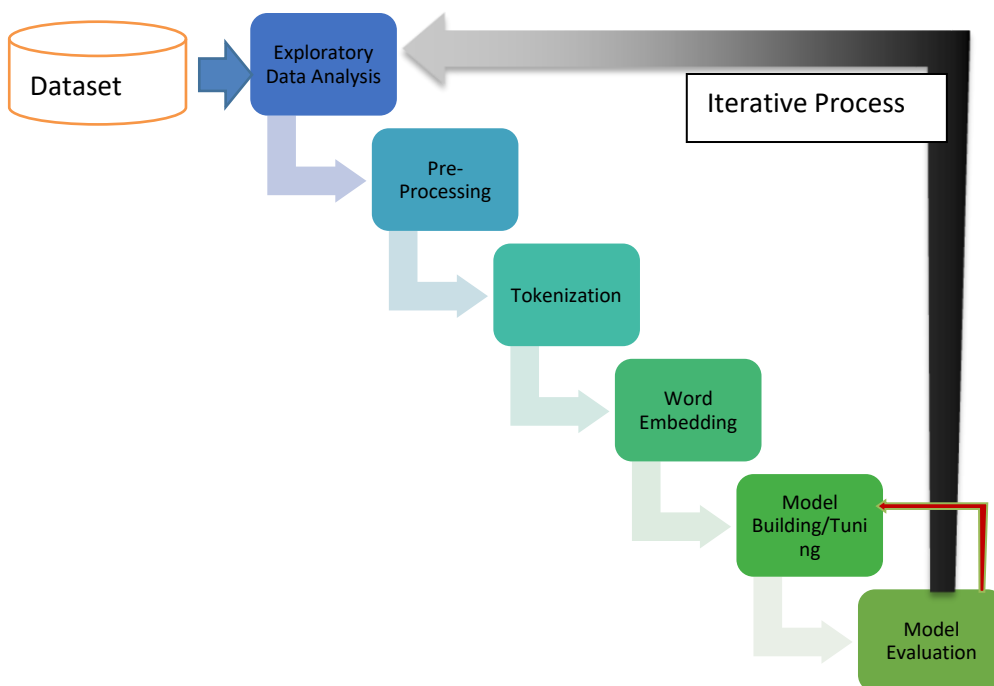 Dataset
Exploratory
Data Analysis
Iterative Process
Pre-
Processing
Tokenization
Word
Embedding
Model
Building/Tuni
ng
Model
Evaluation